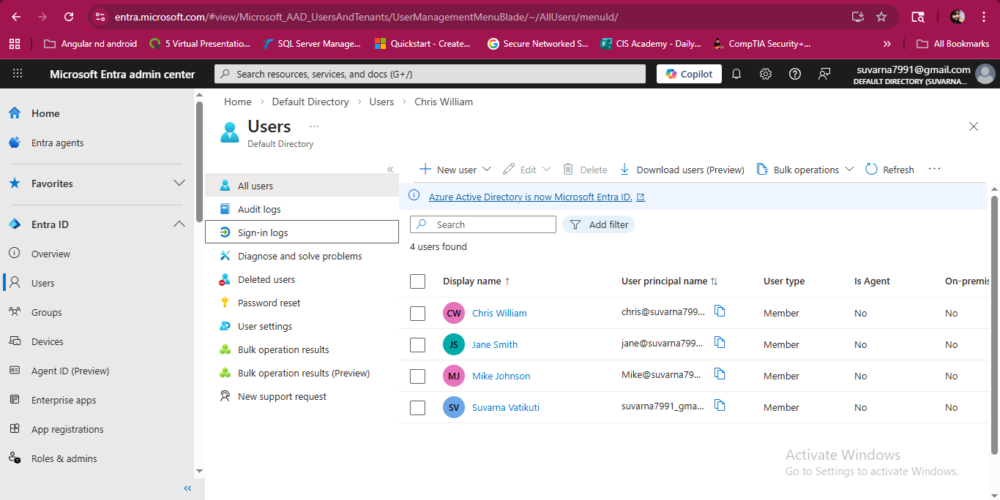 entra.microsoft.com/#view/Microsoft_AAD_UsersAndTenants/UserManagementMenuBlade/~/AllUsers/menuId/
Angular nd android
5 Virtual Presentatio...
SQL Server Manage...
Quickstart - Create...
Secure Networked S...
CIS Academy - Daily...
CompTIA Security+...
All Bookmarks
Microsoft Entra admin center
Search resources, services, and docs (G+/)
Copilot
suvarna7991@gmail.com
DEFAULT DIRECTORY (SUVARNA...
Home
Entra agents
Favorites
Entra ID
Overview
Users
Groups
Devices
Agent ID (Preview)
Enterprise apps
App registrations
Roles & admins
Home > Default Directory > Users > Chris William
Users ...
Default Directory
All users
Audit logs
Sign-in logs
Diagnose and solve problems
Deleted users
Password reset
User settings
Bulk operation results
Bulk operation results (Preview)
New support request
New user Edit Delete Download users (Preview) Bulk operations Refresh ...
Azure Active Directory is now Microsoft Entra ID.
Search Add filter
4 users found
Display name ↑ User principal name ↑↓ User type Is Agent On-premis
CW Chris William chris@suvarna799... Member No No
JS Jane Smith jane@suvarna799... Member No No
MJ Mike Johnson Mike@suvarna79... Member No No
SV Suvarna Vatikuti suvarna7991_gma... Member No No
Activate Windows
Go to Settings to activate Windows.